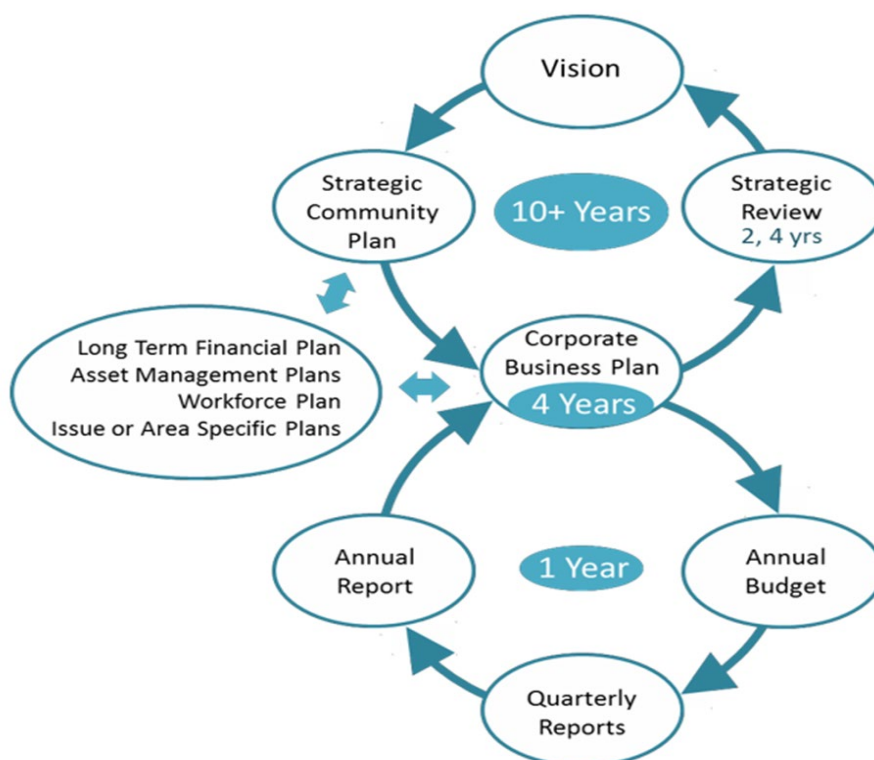 Vision
Strategic
Community
Plan
10+ Years
Strategic
Review
2, 4 yrs
Long Term Financial Plan
Asset Management Plans
Workforce Plan
Issue or Area Specific Plans
Corporate
Business Plan
4 Years
Annual
Report
1 Year
Annual
Budget
Quarterly
Reports